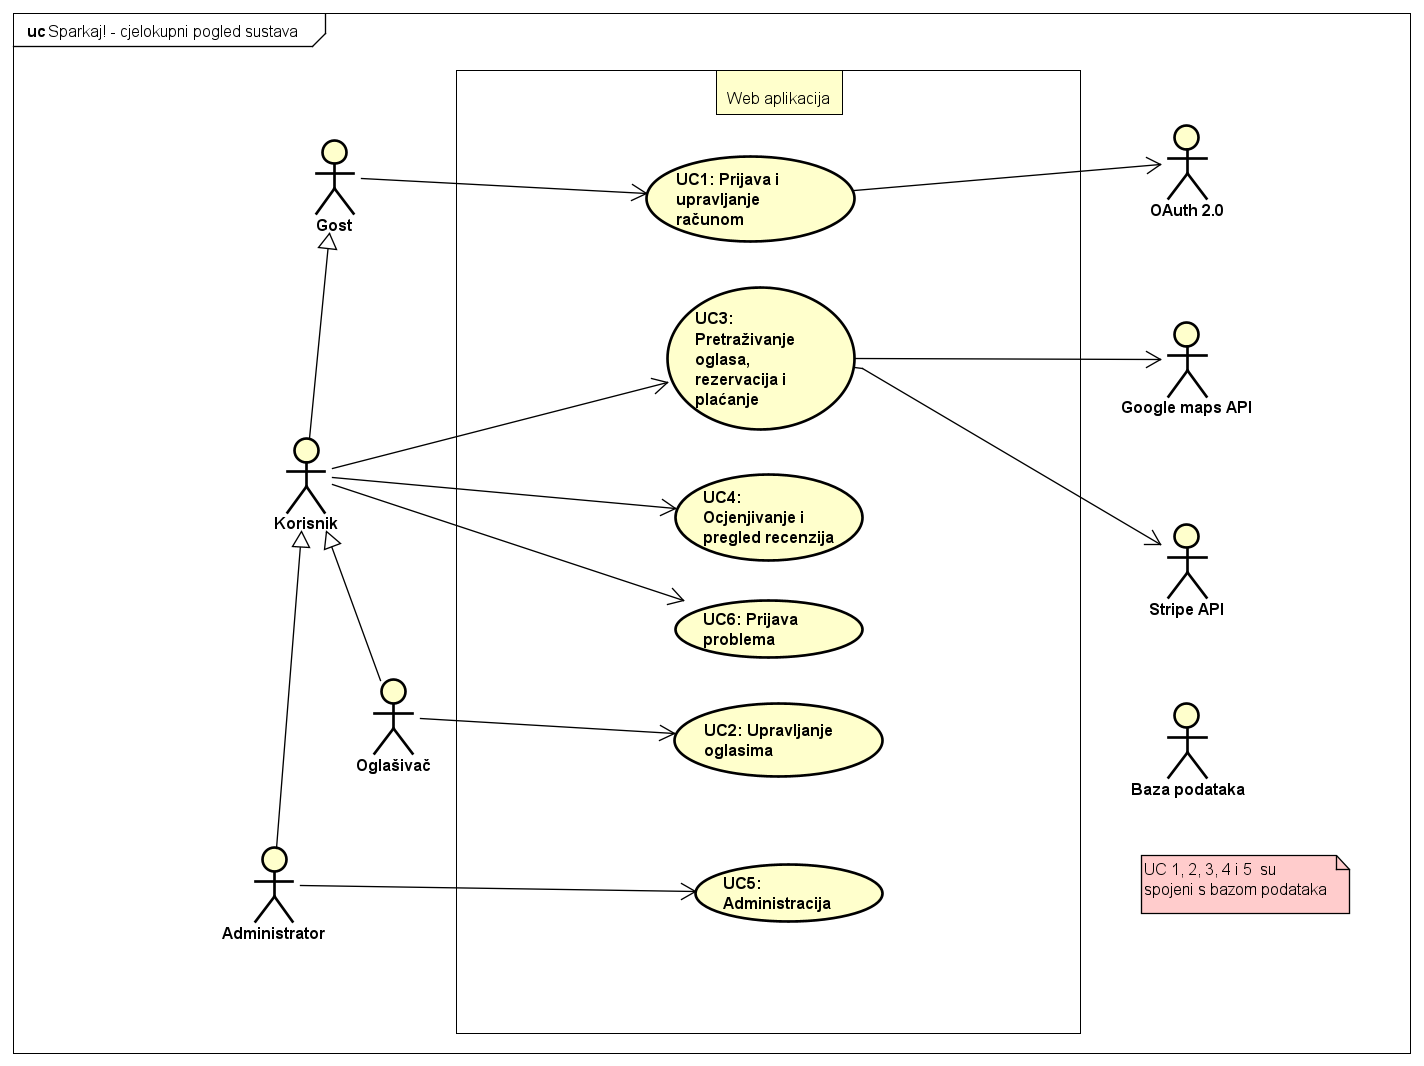 uc Sparkaj! - cjelokupni pogled sustava
Web aplikacija
Gost
UC1: Prijava i
upravljanje
računom
OAuth 2.0
UC3:
Pretraživanje
oglasa,
rezervacija i
plaćanje
Google maps API
Korisnik
UC4:
Ocjenjivanje i
pregled recenzija
Stripe API
UC6: Prijava
problema
Oglašivač
UC2: Upravljanje
oglasima
Baza podataka
UC5:
Administracija
Administrator
UC 1, 2, 3, 4 i 5 su
spojeni s bazom podataka